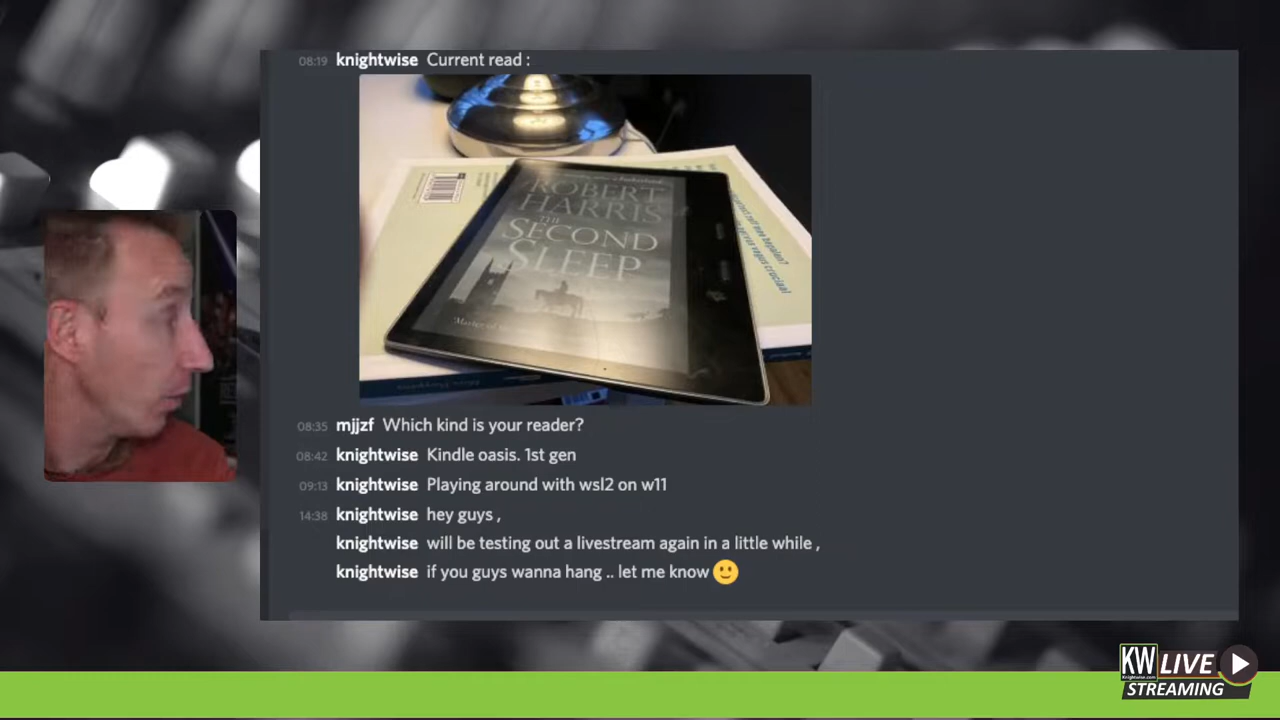 08:19 knightwise Current read :
ROBERT
HARRIS
THE
SECOND
SLEEP
08:35 mjjzf Which kind is your reader?
08:42 knightwise Kindle oasis. 1st gen
09:13 knightwise Playing around with wsl2 on w11
14:38 knightwise hey guys ,
knightwise will be testing out a livestream again in a little while ,
knightwise if you guys wanna hang .. let me know 🙂
KW LIVE
Knightwise.com
STREAMING